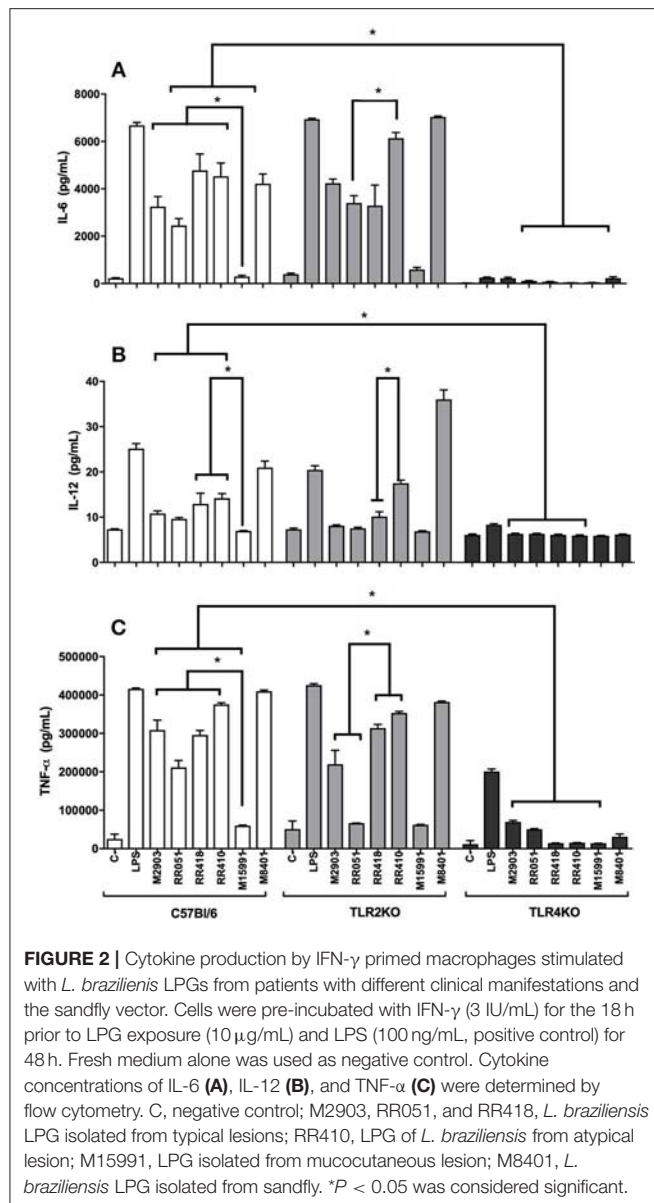 *
A
*
*
8000
6000
4000
2000
0
IL-6 (pg/mL)
*
B
*
*
40
30
20
10
0
IL-12 (pg/mL)
*
C
*
*
500000
400000
300000
200000
100000
0
TNF-α (pg/mL)
C LPS M2903 RR051 RR418 RR410 M15991 M8401 C LPS M2903 RR051 RR418 RR410 M15991 M8401 C LPS M2903 RR051 RR418 RR410 M15991 M8401
C57Bl/6 TLR2KO TLR4KO
FIGURE 2 | Cytokine production by IFN-γ primed macrophages stimulated
with L. brazilienis LPGs from patients with different clinical manifestations and
the sandfly vector. Cells were pre-incubated with IFN-γ (3 IU/mL) for the 18 h
prior to LPG exposure (10 μg/mL) and LPS (100 ng/mL, positive control) for
48 h. Fresh medium alone was used as negative control. Cytokine
concentrations of IL-6 (A), IL-12 (B), and TNF-α (C) were determined by
flow cytometry. C, negative control; M2903, RR051, and RR418, L. braziliensis
LPG isolated from typical lesions; RR410, LPG of L. braziliensis from atypical
lesion; M15991, LPG isolated from mucocutaneous lesion; M8401, L.
braziliensis LPG isolated from sandfly. *P < 0.05 was considered significant.